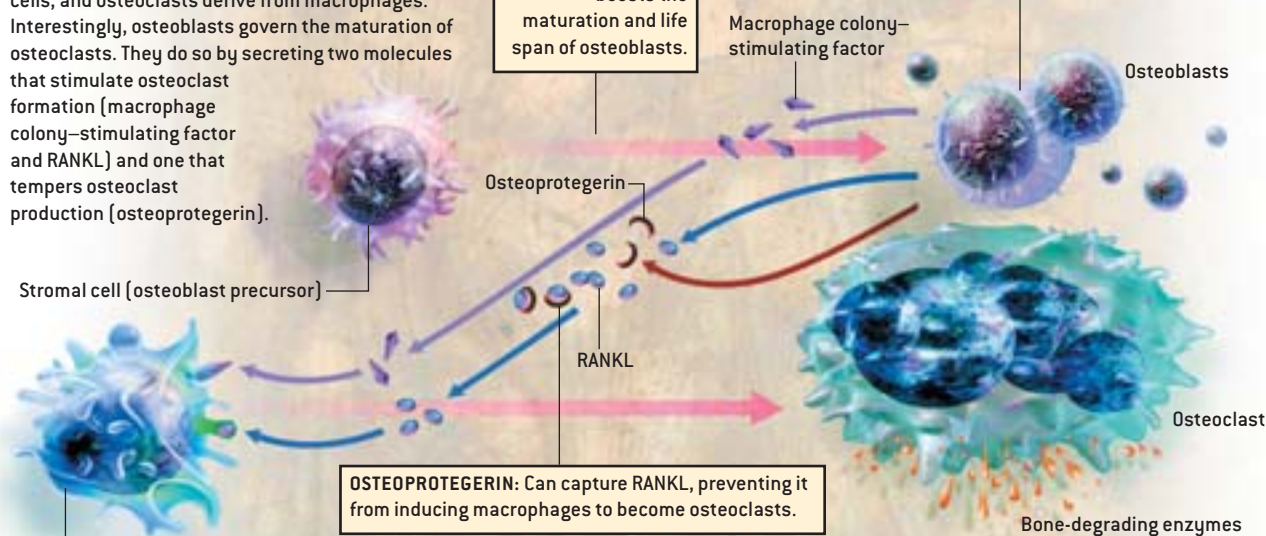 cells, and osteoclasts derive from macrophages.
Interestingly, osteoblasts govern the maturation of
osteoclasts. They do so by secreting two molecules
that stimulate osteoclast
formation (macrophage
colony–stimulating factor
and RANKL) and one that
tempers osteoclast
production (osteoprotegerin).
maturation and life
span of osteoblasts.
Macrophage colony–
stimulating factor
Osteoblasts
Osteoprotegerin
Stromal cell (osteoblast precursor)
RANKL
Osteoclast
OSTEOPROTEGERIN: Can capture RANKL, preventing it
from inducing macrophages to become osteoclasts.
Bone-degrading enzymes